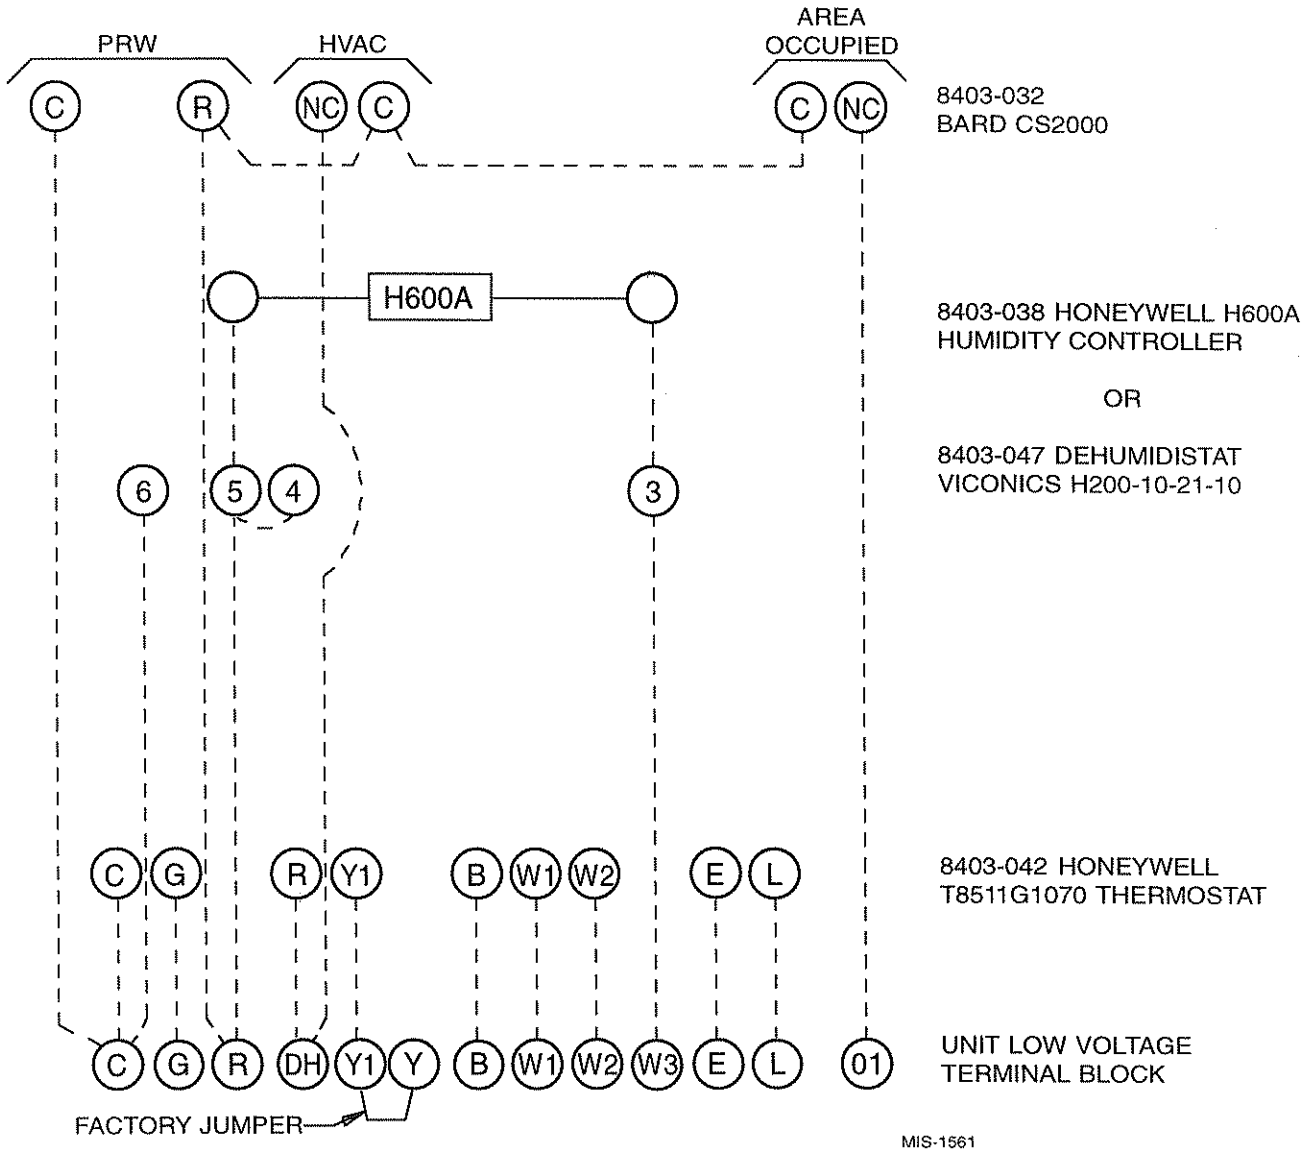 PRW
HVAC
AREA
OCCUPIED
C R NC C C NC
8403-032
BARD CS2000
H600A
8403-038 HONEYWELL H600A
HUMIDITY CONTROLLER
OR
8403-047 DEHUMIDISTAT
VICONICS H200-10-21-10
6 5 4 3
C G R Y1 B W1 W2 E L
8403-042 HONEYWELL
T8511G1070 THERMOSTAT
C G R DH Y1 Y B W1 W2 W3 E L 01
UNIT LOW VOLTAGE
TERMINAL BLOCK
FACTORY JUMPER
MIS-1561